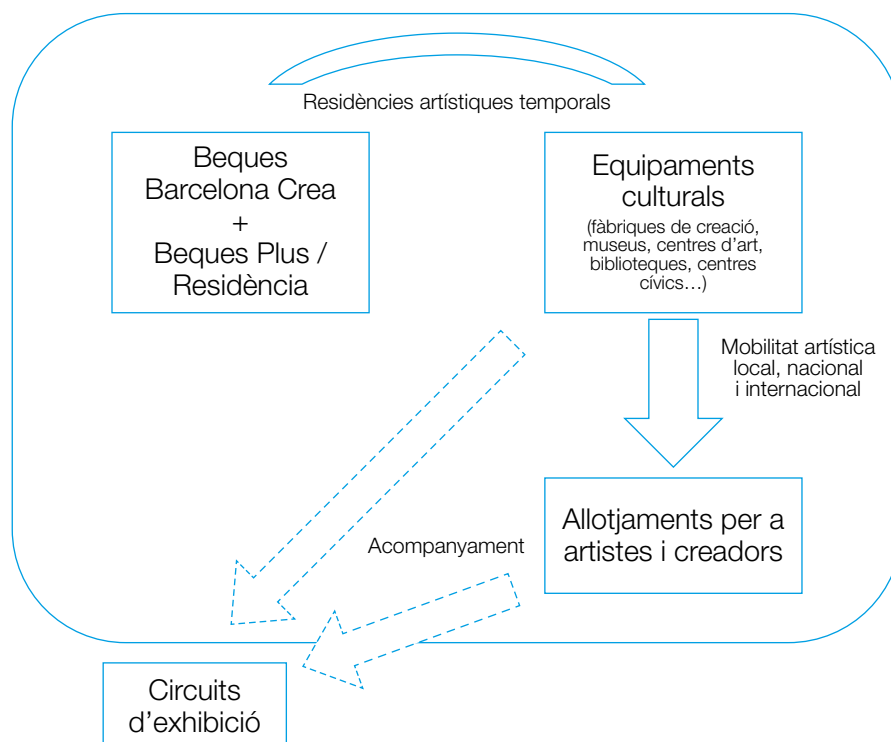 Residències artístiques temporals
Beques
Barcelona Crea
+
Beques Plus /
Residència
Equipaments
culturals
(fàbriques de creació,
museus, centres d’art,
biblioteques, centres
cívics…)
Mobilitat artística
local, nacional
i internacional
Allotjaments per a
artistes i creadors
Acompanyament
Circuits
d’exhibició